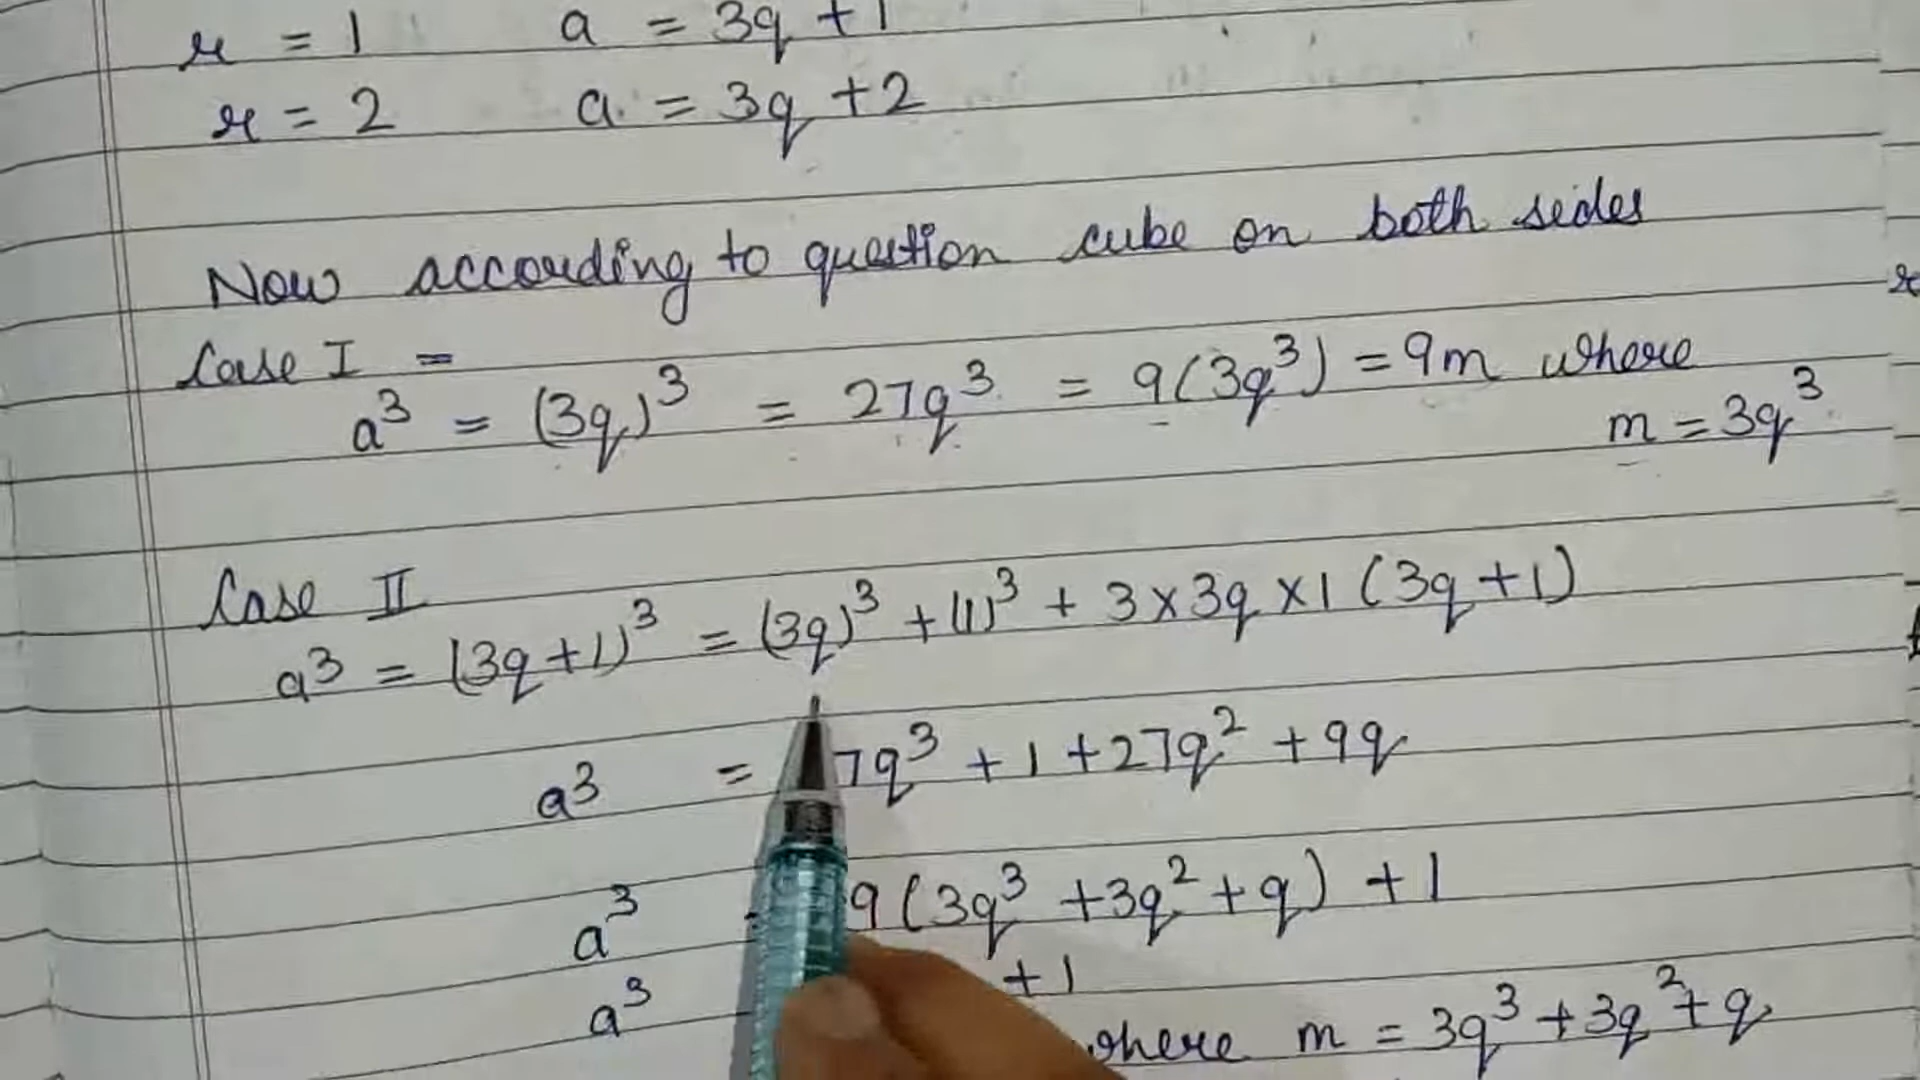 r = 1 a = 3q + 1
r = 2 a = 3q + 2
Now according to question cube on both sides
Case I -
a³ = (3q)³ = 27q³ = 9(3q³) = 9m where
m = 3q³
Case II
a³ = (3q+1)³ = (3q)³ + (1)³ + 3×3q×1(3q+1)
a³ = 7q³ + 1 + 27q² + 9q
a³ 9(3q³ + 3q² + q) + 1
a³ + 1
where m = 3q³ + 3q² + q